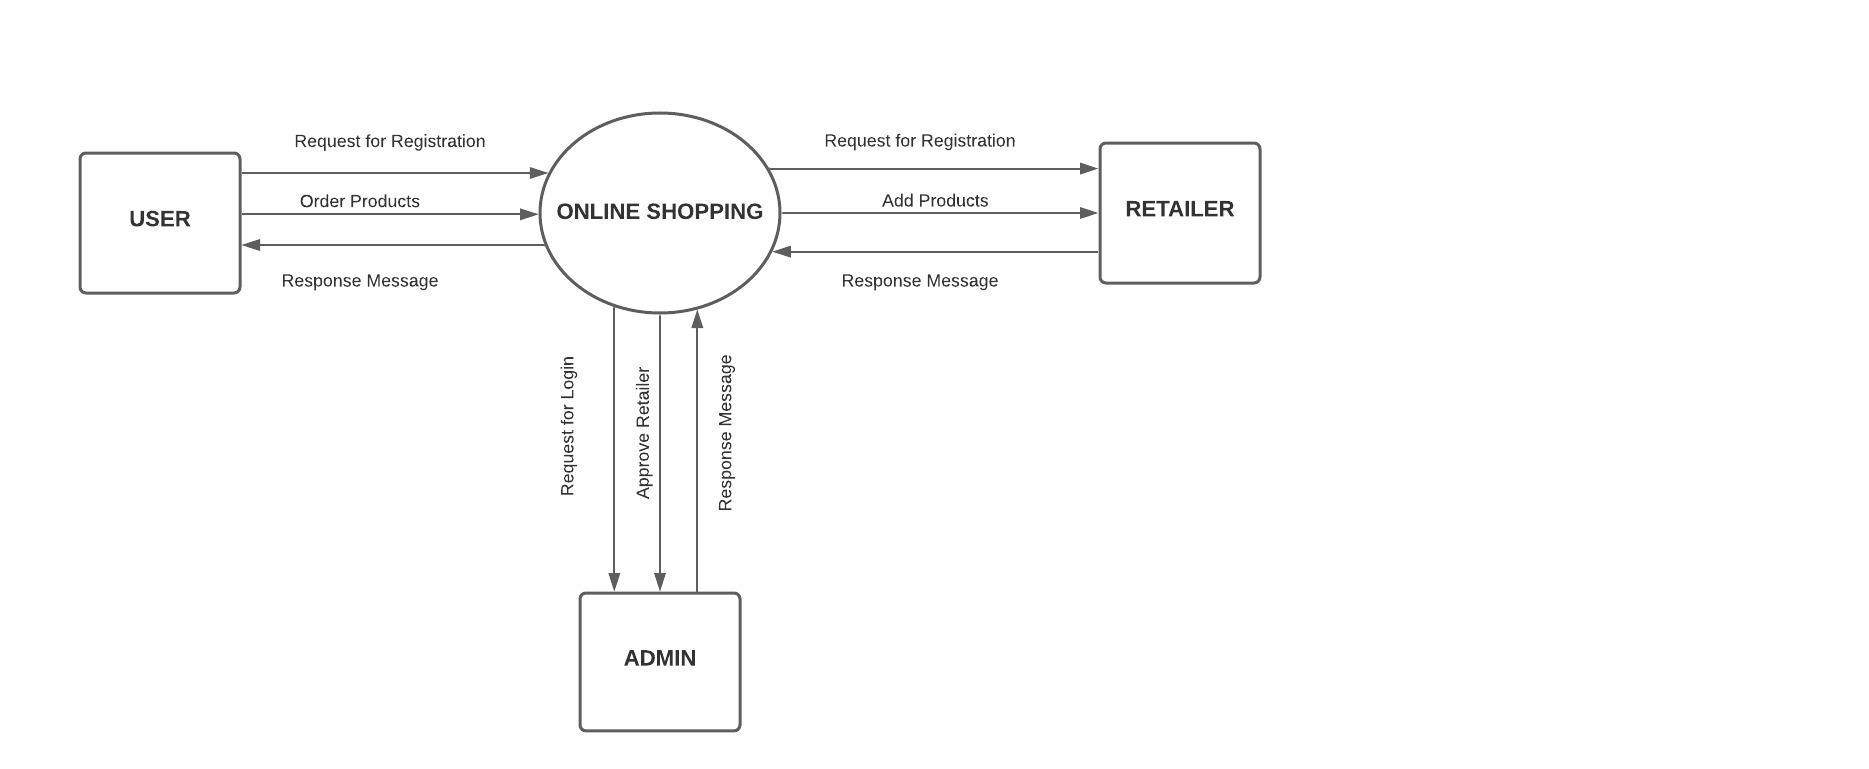 Request for Registration
Request for Registration
Order Products
Add Products
USER
ONLINE SHOPPING
RETAILER
Response Message
Response Message
Request for Login
Approve Retailer
Response Message
ADMIN